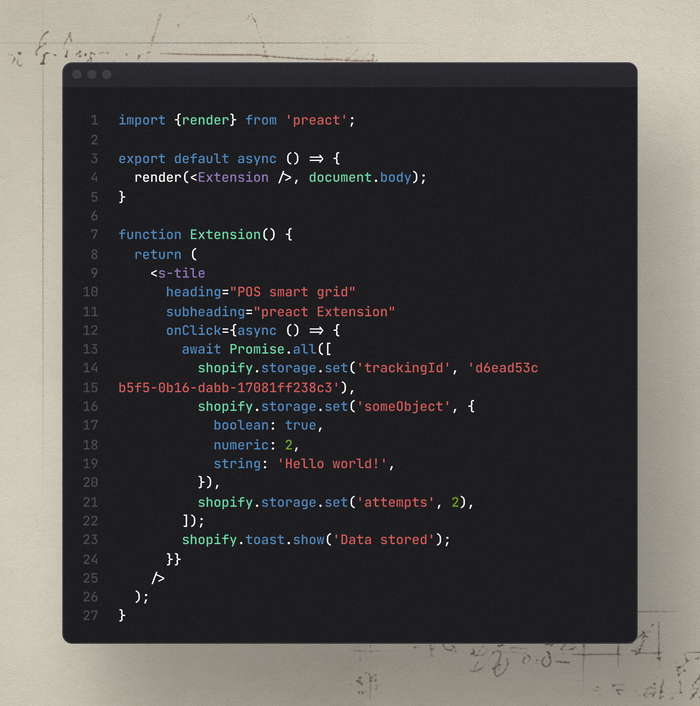 1 import {render} from 'preact';
2
3 export default async () => {
4   render(<Extension />, document.body);
5 }
6
7 function Extension() {
8   return (
9     <s-tile
10       heading="POS smart grid"
11       subheading="preact Extension"
12       onClick={async () => {
13         await Promise.all([
14           shopify.storage.set('trackingId', 'd6ead53c
15 b5f5-0b16-dabb-17081ff238c3'),
16           shopify.storage.set('someObject', {
17             boolean: true,
18             numeric: 2,
19             string: 'Hello world!',
20           }),
21           shopify.storage.set('attempts', 2),
22         ]);
23         shopify.toast.show('Data stored');
24       }}
25     />
26   );
27 }